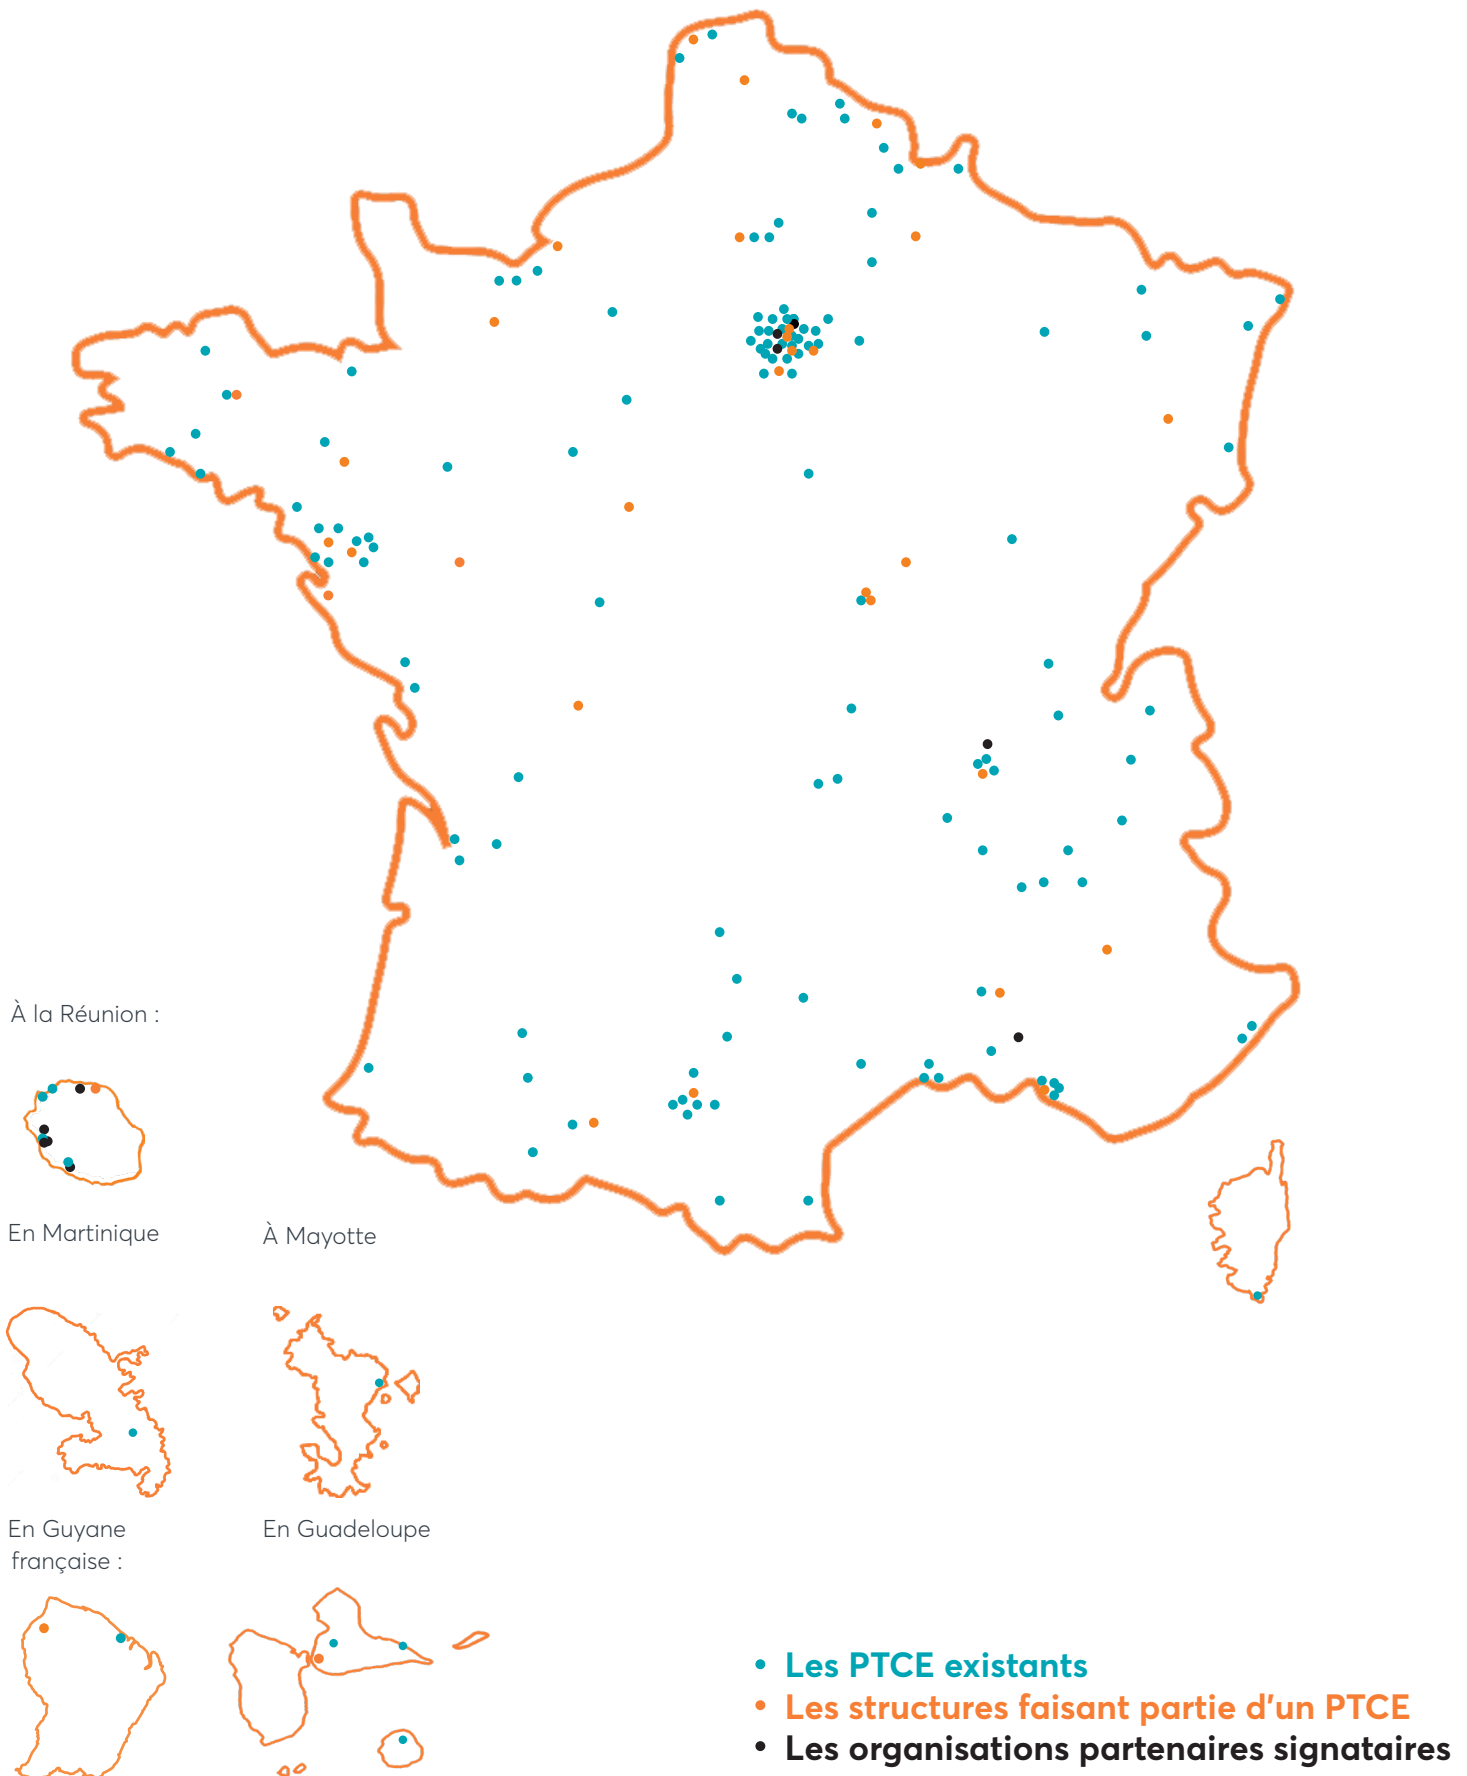 À la Réunion :
En Martinique
À Mayotte
En Guyane
française :
En Guadeloupe
• Les PTCE existants
• Les structures faisant partie d'un PTCE
• Les organisations partenaires signataires